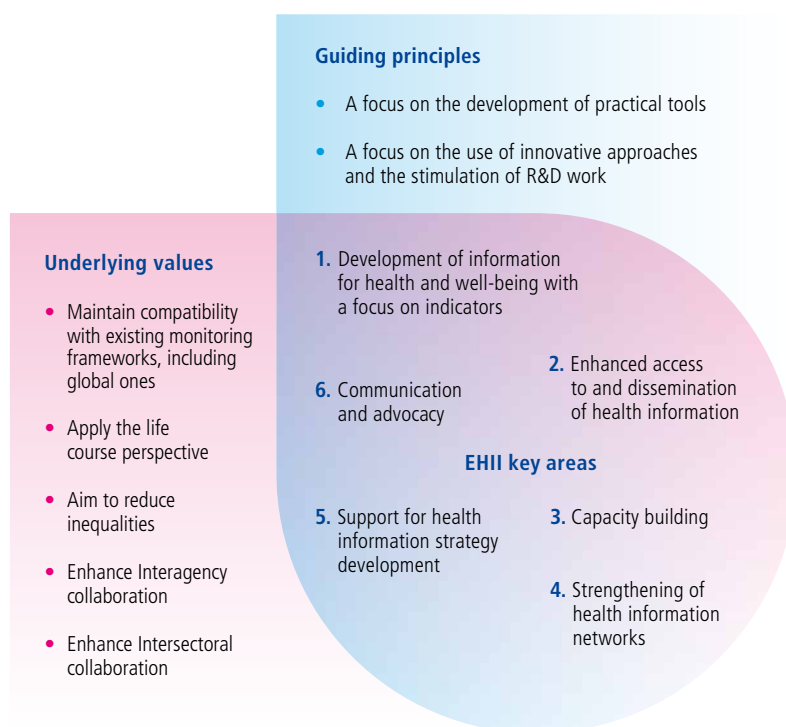 Guiding principles
• A focus on the development of practical tools
• A focus on the use of innovative approaches
and the stimulation of R&D work
Underlying values
• Maintain compatibility
with existing monitoring
frameworks, including
global ones
• Apply the life
course perspective
• Aim to reduce
inequalities
• Enhance Interagency
collaboration
• Enhance Intersectoral
collaboration
1. Development of information
for health and well-being with
a focus on indicators
2. Enhanced access
to and dissemination
of health information
6. Communication
and advocacy
EHII key areas
5. Support for health
information strategy
development
3. Capacity building
4. Strengthening of
health information
networks